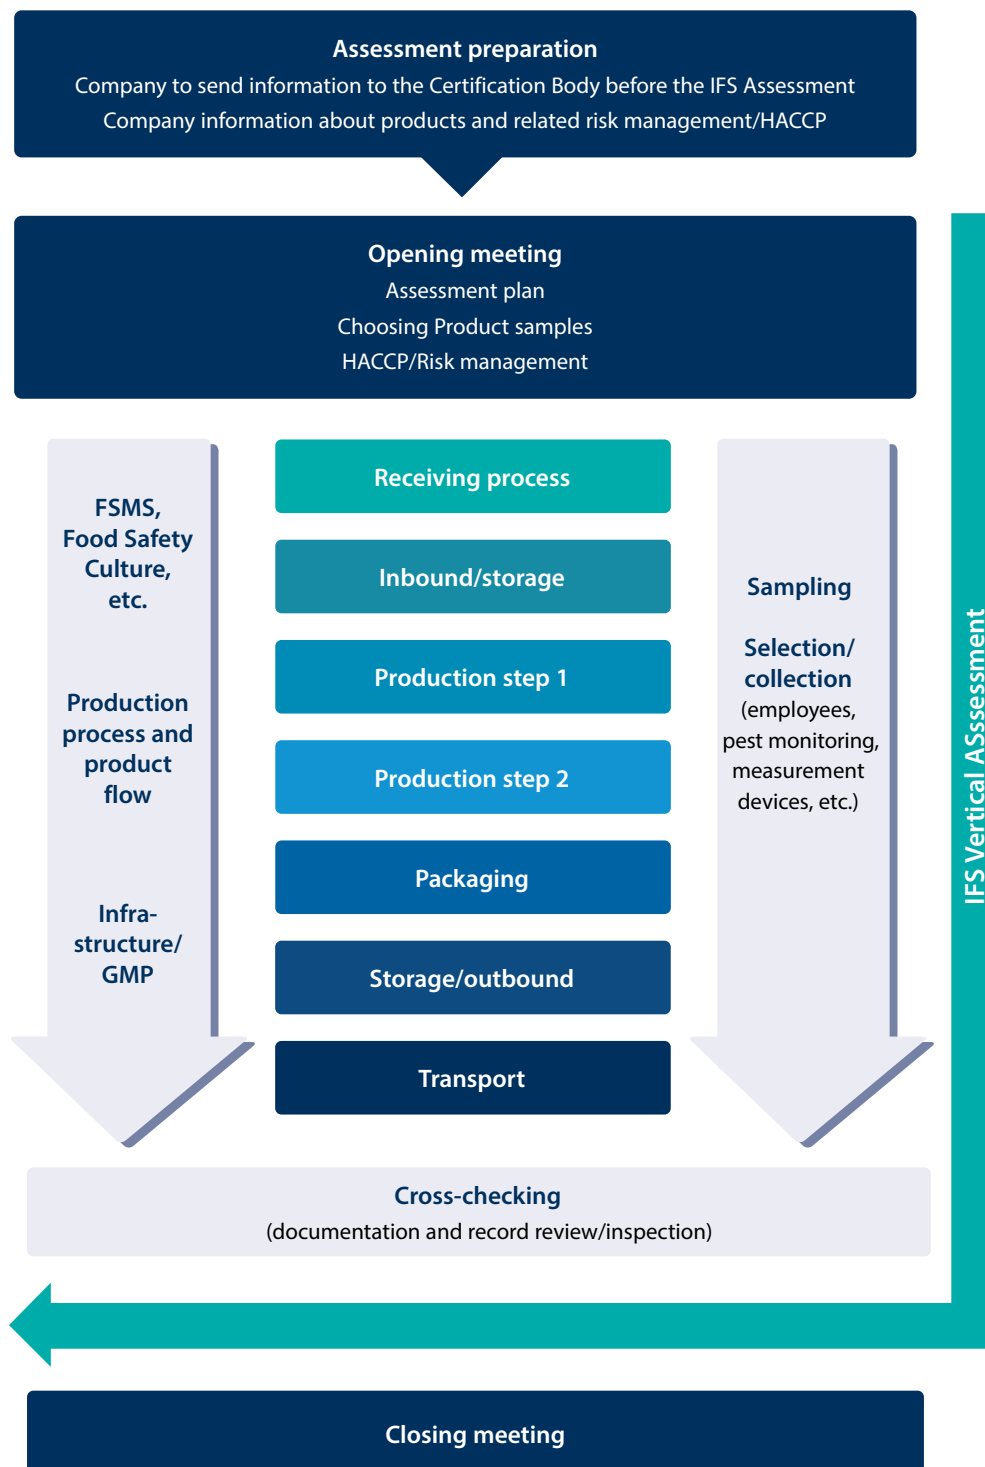 Assessment preparation
Company to send information to the Certification Body before the IFS Assessment
Company information about products and related risk management/HACCP
Opening meeting
Assessment plan
Choosing Product samples
HACCP/Risk management
FSMS,
Food Safety
Culture,
etc.
Production
process and
product
flow
Infra-
structure/
GMP
Receiving process
Inbound/storage
Production step 1
Production step 2
Packaging
Storage/outbound
Transport
Sampling
Selection/
collection
(employees,
pest monitoring,
measurement
devices, etc.)
IFS Vertical ASssessment
Cross-checking
(documentation and record review/inspection)
Closing meeting